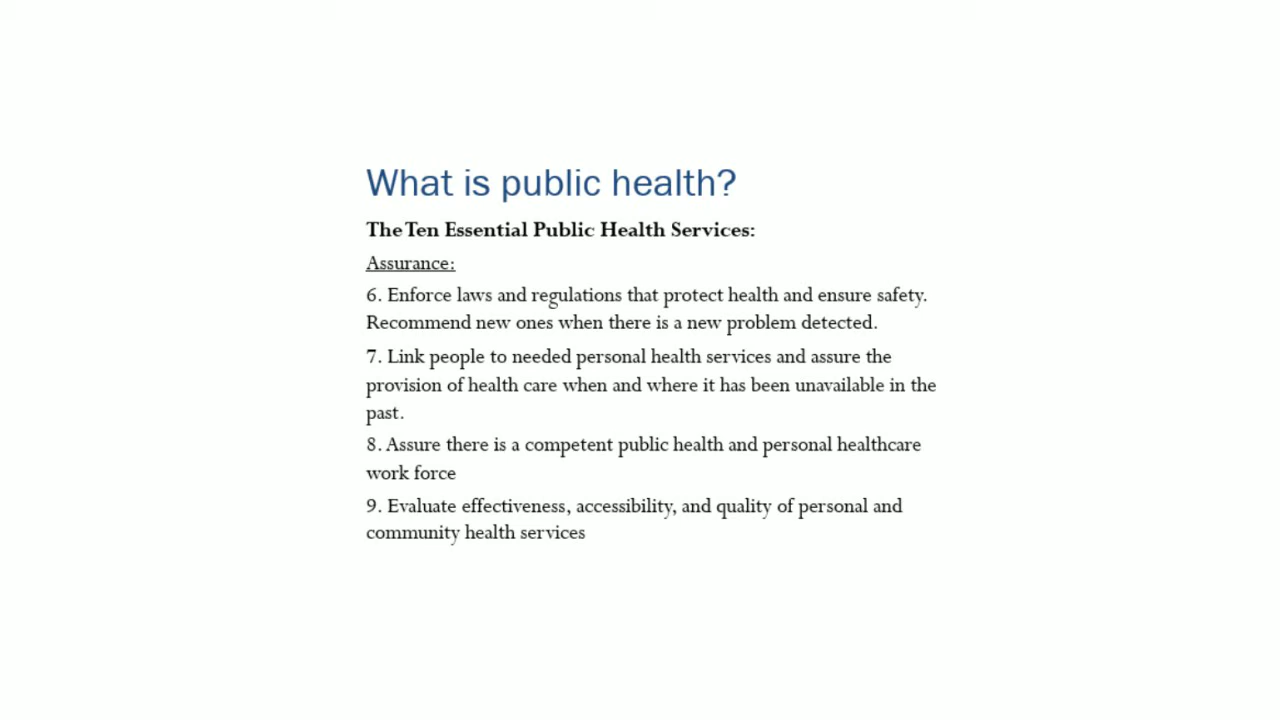 What is public health?
The Ten Essential Public Health Services:
Assurance:
6. Enforce laws and regulations that protect health and ensure safety.
Recommend new ones when there is a new problem detected.
7. Link people to needed personal health services and assure the
provision of health care when and where it has been unavailable in the
past.
8. Assure there is a competent public health and personal healthcare
work force
9. Evaluate effectiveness, accessibility, and quality of personal and
community health services